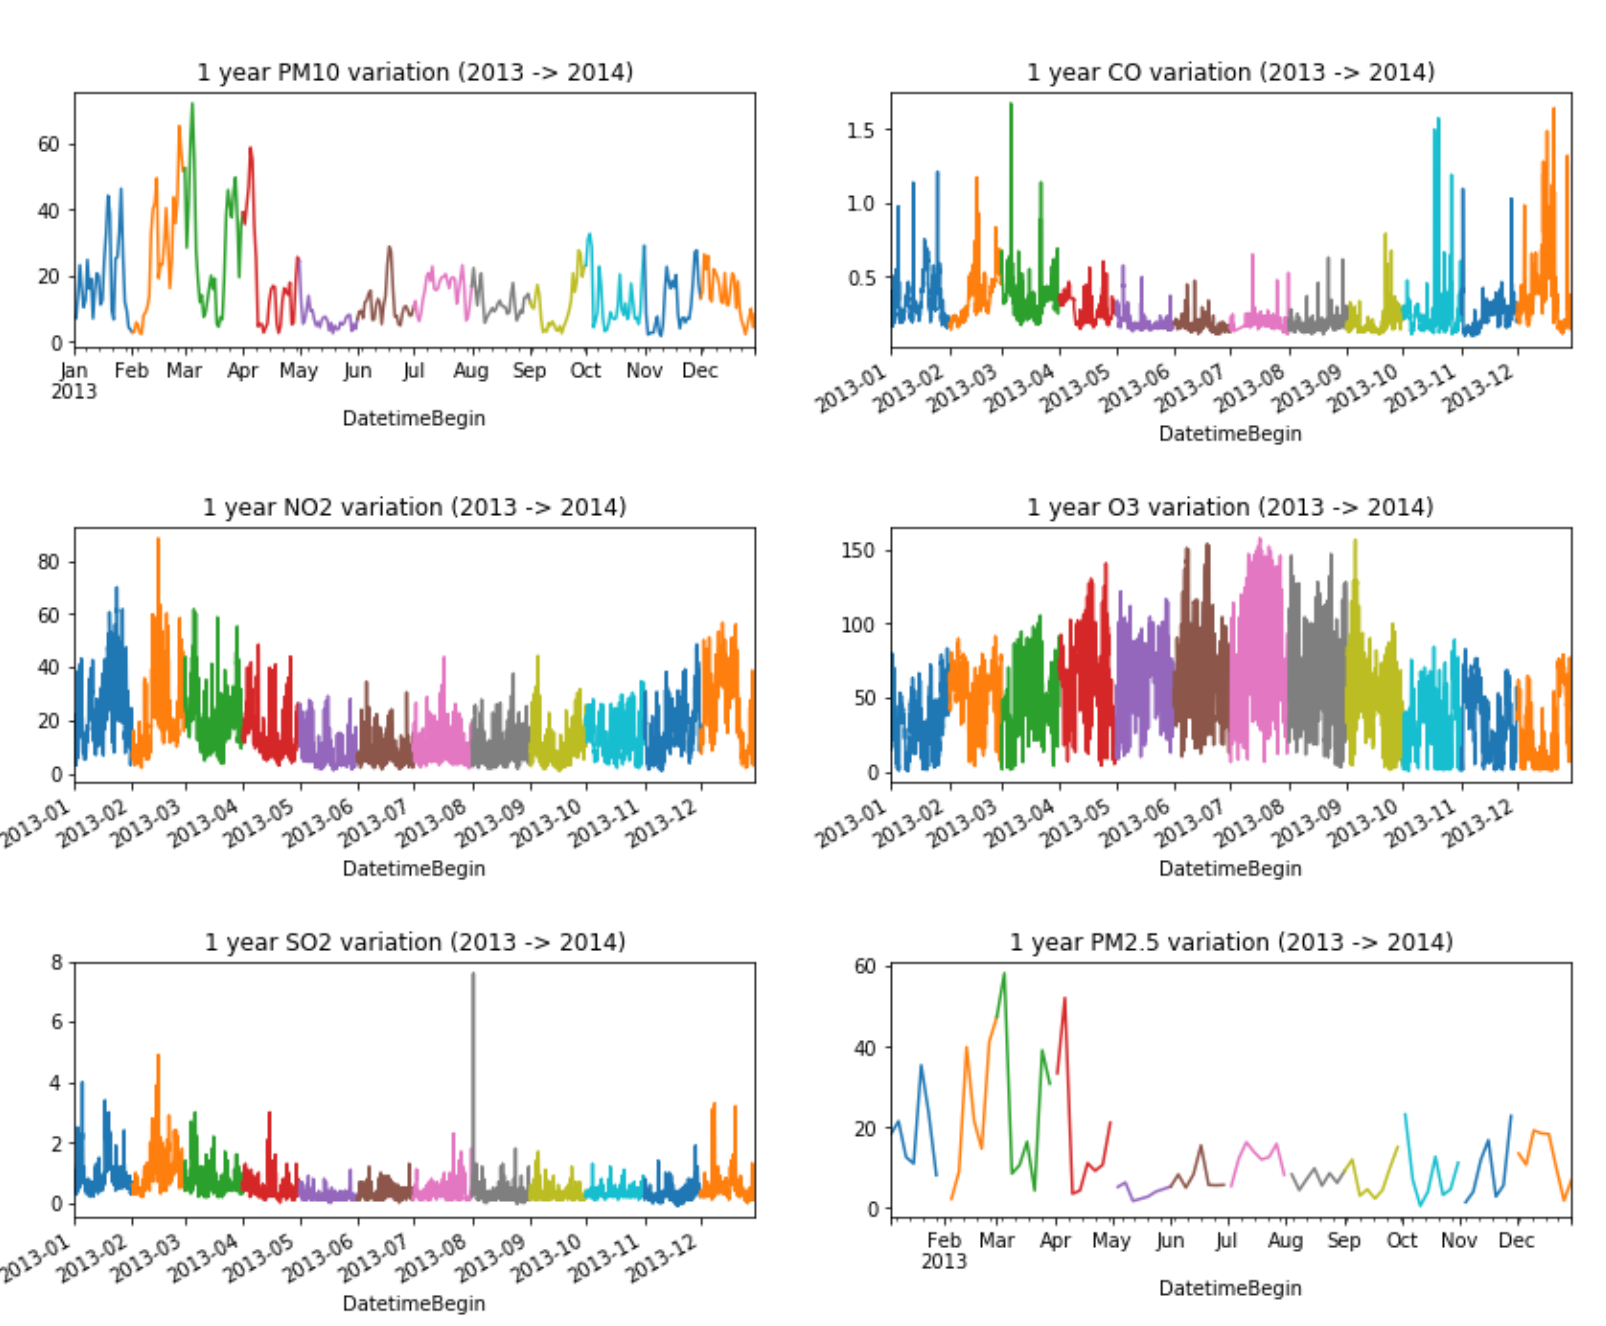 1 year PM10 variation (2013 -> 2014)
60
40
20
0
Jan Feb Mar Apr May Jun Jul Aug Sep Oct Nov Dec
2013
DatetimeBegin
1 year CO variation (2013 -> 2014)
1.5
1.0
0.5
2013-01 2013-02 2013-03 2013-04 2013-05 2013-06 2013-07 2013-08 2013-09 2013-10 2013-11 2013-12
DatetimeBegin
1 year NO2 variation (2013 -> 2014)
80
60
40
20
0
2013-01 2013-02 2013-03 2013-04 2013-05 2013-06 2013-07 2013-08 2013-09 2013-10 2013-11 2013-12
DatetimeBegin
1 year O3 variation (2013 -> 2014)
150
100
50
0
2013-01 2013-02 2013-03 2013-04 2013-05 2013-06 2013-07 2013-08 2013-09 2013-10 2013-11 2013-12
DatetimeBegin
1 year SO2 variation (2013 -> 2014)
8
6
4
2
0
2013-01 2013-02 2013-03 2013-04 2013-05 2013-06 2013-07 2013-08 2013-09 2013-10 2013-11 2013-12
DatetimeBegin
1 year PM2.5 variation (2013 -> 2014)
60
40
20
0
Feb Mar Apr May Jun Jul Aug Sep Oct Nov Dec
2013
DatetimeBegin